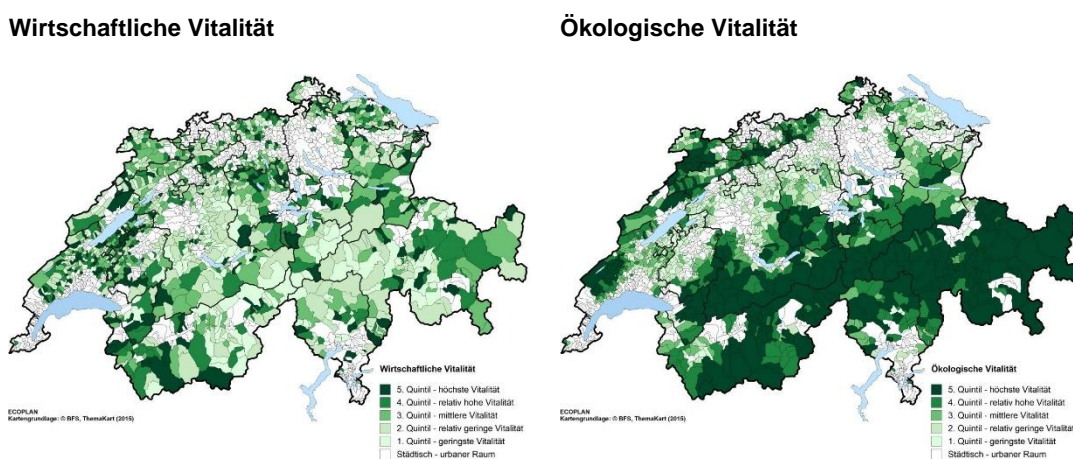 Wirtschaftliche Vitalität
Ökologische Vitalität
Wirtschaftliche Vitalität
5. Quintil - höchste Vitalität
4. Quintil - relativ hohe Vitalität
3. Quintil - mittlere Vitalität
2. Quintil - relativ geringe Vitalität
1. Quintil - geringste Vitalität
Städtisch - urbaner Raum
ECOPLAN
Kartengrundlage: © BFS, ThemaKart (2015)
Ökologische Vitalität
5. Quintil - höchste Vitalität
4. Quintil - relativ hohe Vitalität
3. Quintil - mittlere Vitalität
2. Quintil - relativ geringe Vitalität
1. Quintil - geringste Vitalität
Städtisch - urbaner Raum
ECOPLAN
Kartengrundlage: © BFS, ThemaKart (2015)